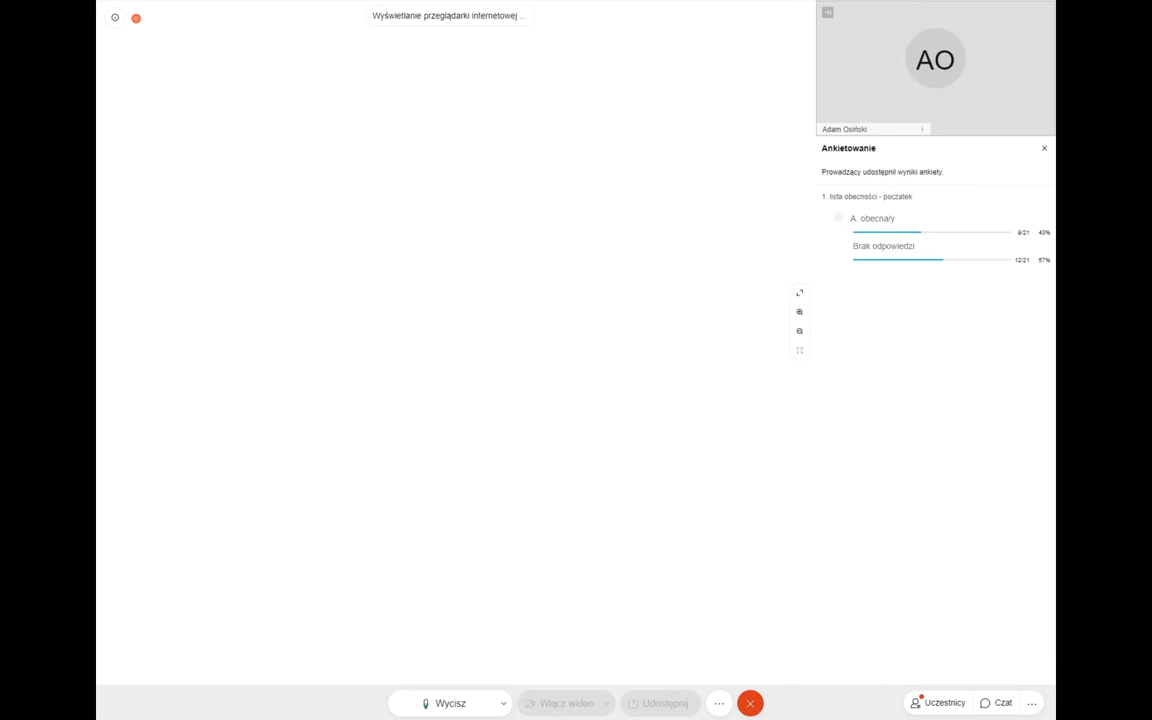 Wyświetlanie przeglądarki internetowej ...
AO
Adam Osiński
Ankietowanie
Prowadzący udostępnił wyniki ankiety.
1. lista obecności - poczatek
A. obecna/y
9/21 43%
Brak odpowiedzi
12/21 57%
Wycisz
Włącz wideo
Udostępnij
Uczestnicy
Czat